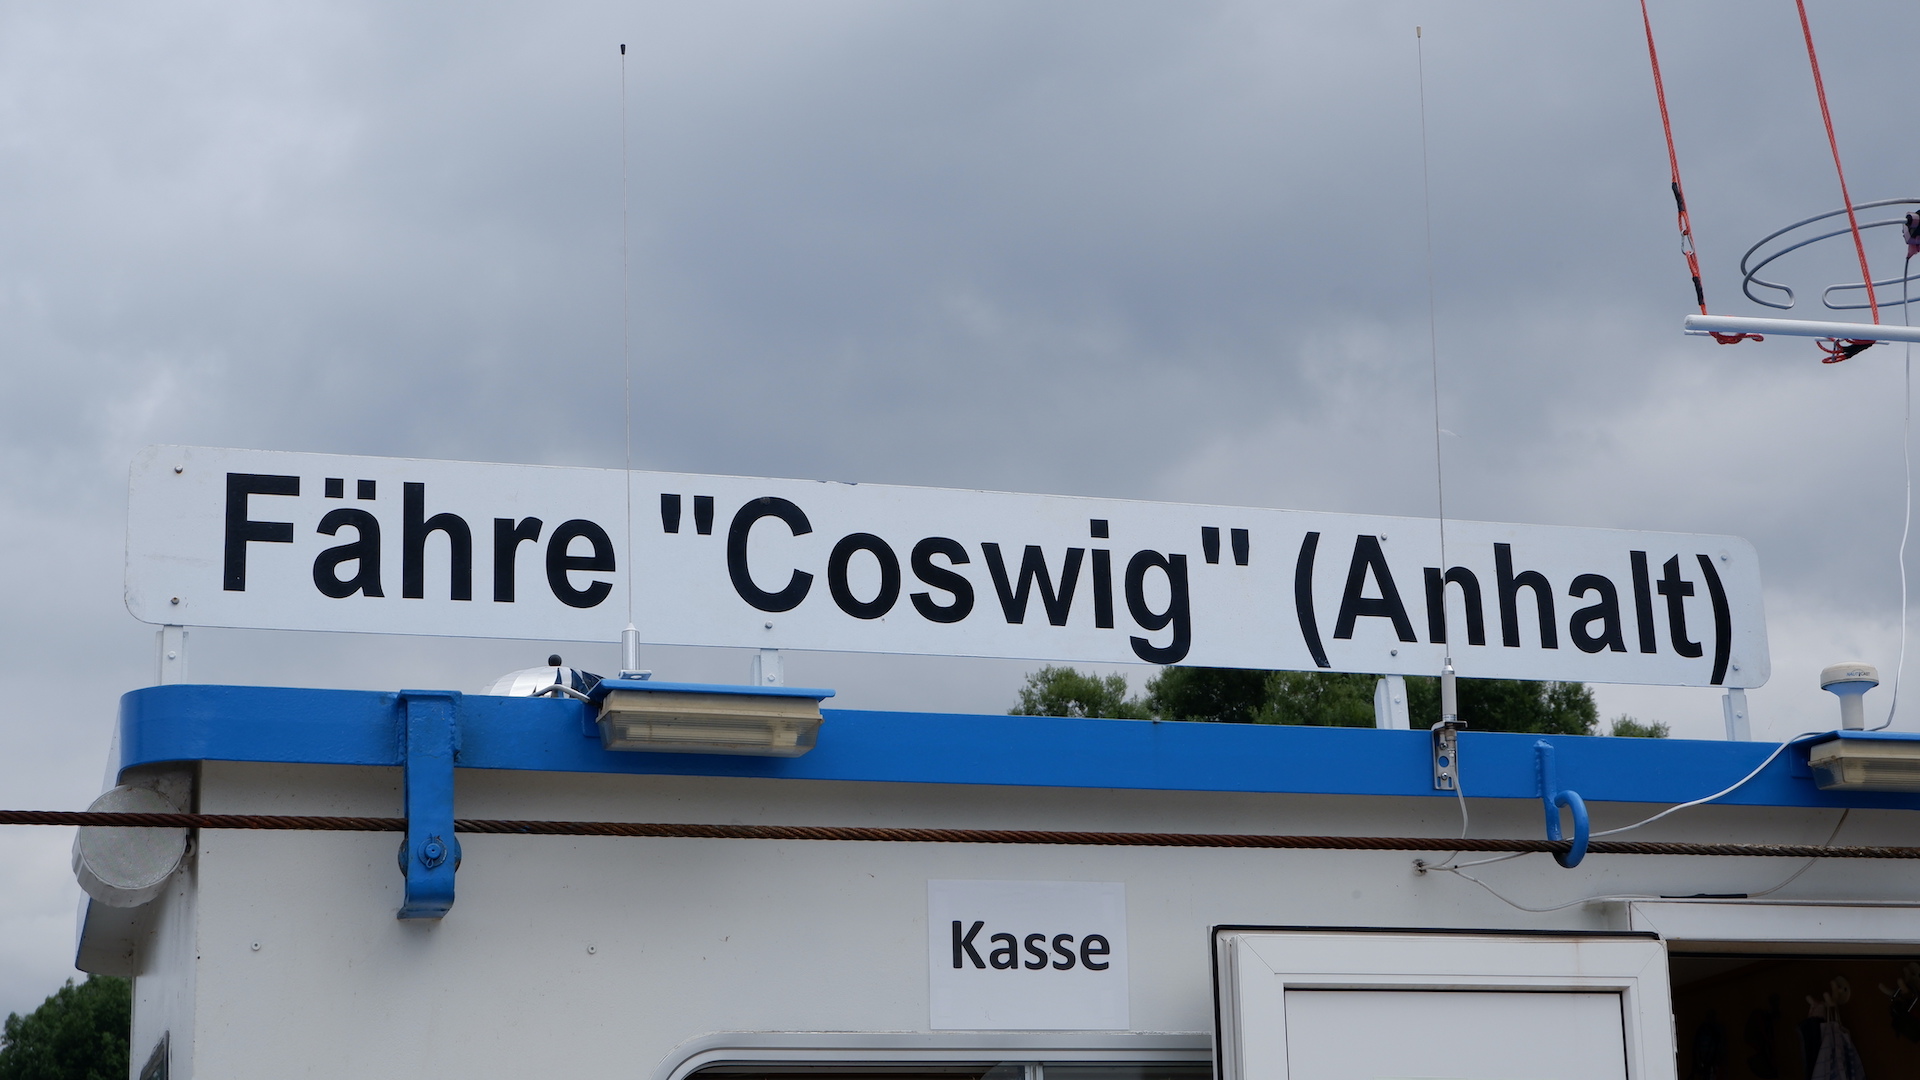 Fähre "Coswig" (Anhalt)
Kasse